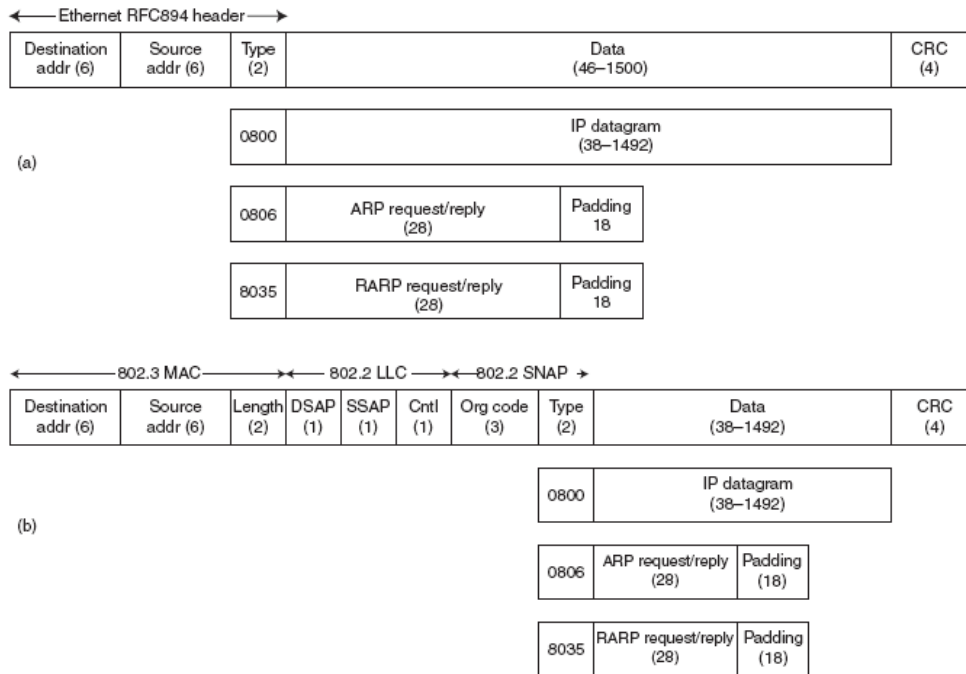 Ethernet RFC894 header
Destination addr (6)
Source addr (6)
Type (2)
Data (46–1500)
CRC (4)
(a)
0800
IP datagram (38–1492)
0806
ARP request/reply (28)
Padding 18
8035
RARP request/reply (28)
Padding 18
802.3 MAC
802.2 LLC
802.2 SNAP
Destination addr (6)
Source addr (6)
Length (2)
DSAP (1)
SSAP (1)
Cntl (1)
Org code (3)
Type (2)
Data (38–1492)
CRC (4)
(b)
0800
IP datagram (38–1492)
0806
ARP request/reply (28)
Padding (18)
8035
RARP request/reply (28)
Padding (18)